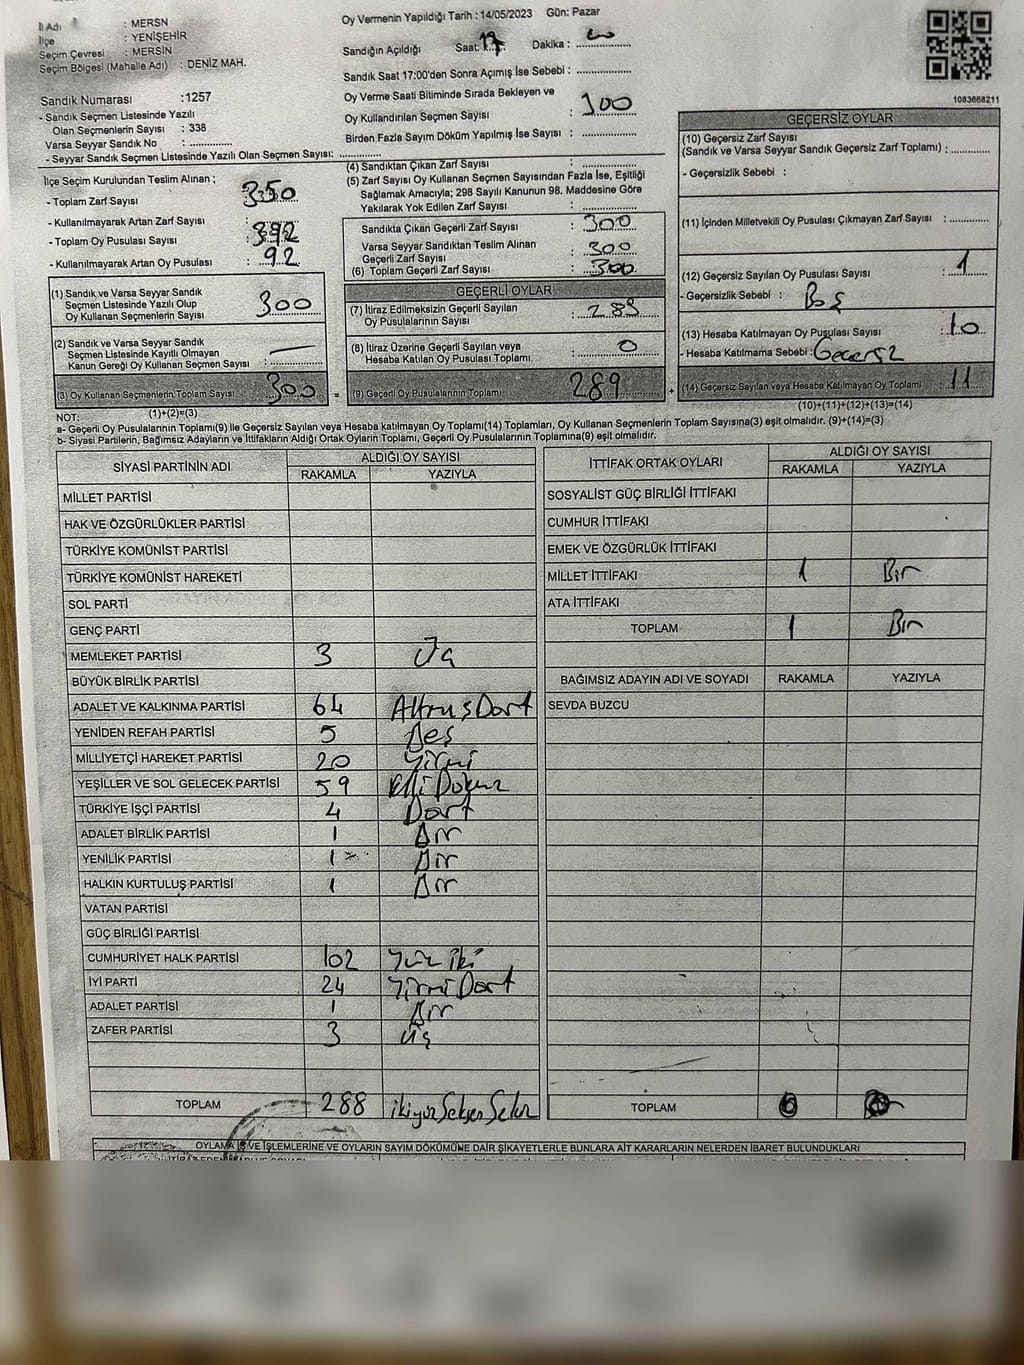 İl Adı : MERSN
İlçe : YENİŞEHİR
Seçim Çevresi : MERSİN
Seçim Bölgesi (Mahalle Adı) : DENİZ MAH.
Sandık Numarası : 1257
- Sandık Seçmen Listesinde Yazılı
Olan Seçmenlerin Sayısı : 338
Varsa Seyyar Sandık No : ..............
- Seyyar Sandık Seçmen Listesinde Yazılı Olan Seçmen Sayısı: ..............
Oy Vermenin Yapıldığı Tarih : 14/05/2023 Gün: Pazar
Sandığın Açıldığı Saat: 17 Dakika : ..............
Sandık Saat 17:00'den Sonra Açımış İse Sebebi : ..............
Oy Verme Saati Bitiminde Sırada Bekleyen ve
Oy Kullandırılan Seçmen Sayısı : 300
Birden Fazla Sayım Döküm Yapılmış İse Sayısı : ..............
1083668211
İlçe Seçim Kurulundan Teslim Alınan ;
- Toplam Zarf Sayısı : 350
- Kullanılmayarak Artan Zarf Sayısı
- Toplam Oy Pusulası Sayısı : 392
- Kullanılmayarak Artan Oy Pusulası : 92
(4) Sandıktan Çıkan Zarf Sayısı : ..............
(5) Zarf Sayısı Oy Kullanan Seçmen Sayısından Fazla İse, Eşitliği
Sağlamak Amacıyla; 298 Sayılı Kanunun 98. Maddesine Göre
Yakılarak Yok Edilen Zarf Sayısı : ..............
Sandıkta Çıkan Geçerli Zarf Sayısı : 300
Varsa Seyyar Sandıktan Teslim Alınan
Geçerli Zarf Sayısı : 300
(6) Toplam Geçerli Zarf Sayısı : 300
GEÇERSİZ OYLAR
(10) Geçersiz Zarf Sayısı
(Sandık ve Varsa Seyyar Sandık Geçersiz Zarf Toplamı) : ..............
- Geçersizlik Sebebi :
(11) İçinden Milletvekili Oy Pusulası Çıkmayan Zarf Sayısı : ..............
(12) Geçersiz Sayılan Oy Pusulası Sayısı : 1
- Geçersizlik Sebebi : Boş
(13) Hesaba Katılmayan Oy Pusulası Sayısı : 10
- Hesaba Katılmama Sebebi : Geçersz
(14) Geçersiz Sayılan veya Hesaba Katılmayan Oy Toplamı : 11
(10)+(11)+(12)+(13)=(14)
(1) Sandık ve Varsa Seyyar Sandık
Seçmen Listesinde Yazılı Olup
Oy Kullanan Seçmenlerin Sayısı : 300
(2) Sandık ve Varsa Seyyar Sandık
Seçmen Listesinde Kayıtlı Olmayan
Kanun Gereği Oy Kullanan Seçmen Sayısı : —
(3) Oy Kullanan Seçmenlerin Toplam Sayısı : 300 =
(1)+(2)=(3)
GEÇERLİ OYLAR
(7) İtiraz Edilmeksizin Geçerli Sayılan
Oy Pusulalarının Sayısı : 289
(8) İtiraz Üzerine Geçerli Sayılan veya
Hesaba Katılan Oy Pusulası Toplamı : 0
(9) Geçerli Oy Pusulalarının Toplamı 289 +
NOT:
a- Geçerli Oy Pusulalarının Toplamı(9) İle Geçersiz Sayılan veya Hesaba katılmayan Oy Toplamı(14) Toplamları, Oy Kullanan Seçmenlerin Toplam Sayısına(3) eşit olmalıdır. (9)+(14)=(3)
b- Siyasi Partilerin, Bağımsız Adayların ve İttifakların Aldığı Ortak Oyların Toplamı, Geçerli Oy Pusulalarının Toplamına(9) eşit olmalıdır.
SİYASİ PARTİNİN ADI ALDIĞI OY SAYISI
RAKAMLA YAZIYLA
MİLLET PARTİSİ
HAK VE ÖZGÜRLÜKLER PARTİSİ
TÜRKİYE KOMÜNİST PARTİSİ
TÜRKİYE KOMÜNİST HAREKETİ
SOL PARTİ
GENÇ PARTİ
MEMLEKET PARTİSİ 3
BÜYÜK BİRLİK PARTİSİ
ADALET VE KALKINMA PARTİSİ 64 Altmış Dört
YENİDEN REFAH PARTİSİ 5 Beş
MİLLİYETÇİ HAREKET PARTİSİ 20 Yirmi
YEŞİLLER VE SOL GELECEK PARTİSİ 59 Elli Dokuz
TÜRKİYE İŞÇİ PARTİSİ 4 Dört
ADALET BİRLİK PARTİSİ 1 Bir
YENİLİK PARTİSİ 1 Bir
HALKIN KURTULUŞ PARTİSİ 1 Bir
VATAN PARTİSİ
GÜÇ BİRLİĞİ PARTİSİ
CUMHURİYET HALK PARTİSİ 102 Yüz iki
İYİ PARTİ 24 Yirmi Dört
ADALET PARTİSİ 1 Bir
ZAFER PARTİSİ 3 Üç
TOPLAM 288 ikiyüz Seksen Sekiz
İTTİFAK ORTAK OYLARI ALDIĞI OY SAYISI
RAKAMLA YAZIYLA
SOSYALİST GÜÇ BİRLİĞİ İTTİFAKI
CUMHUR İTTİFAKI
EMEK VE ÖZGÜRLÜK İTTİFAKI
MİLLET İTTİFAKI 1 Bir
ATA İTTİFAKI
TOPLAM 1 Bir
BAĞIMSIZ ADAYIN ADI VE SOYADI RAKAMLA YAZIYLA
SEVDA BUZCU
TOPLAM
OYLAMA İŞ VE İŞLEMLERİNE VE OYLARIN SAYIM DÖKÜMÜNE DAİR ŞİKAYETLERLE BUNLARA AİT KARARLARIN NELERDEN İBARET BULUNDUKLARI